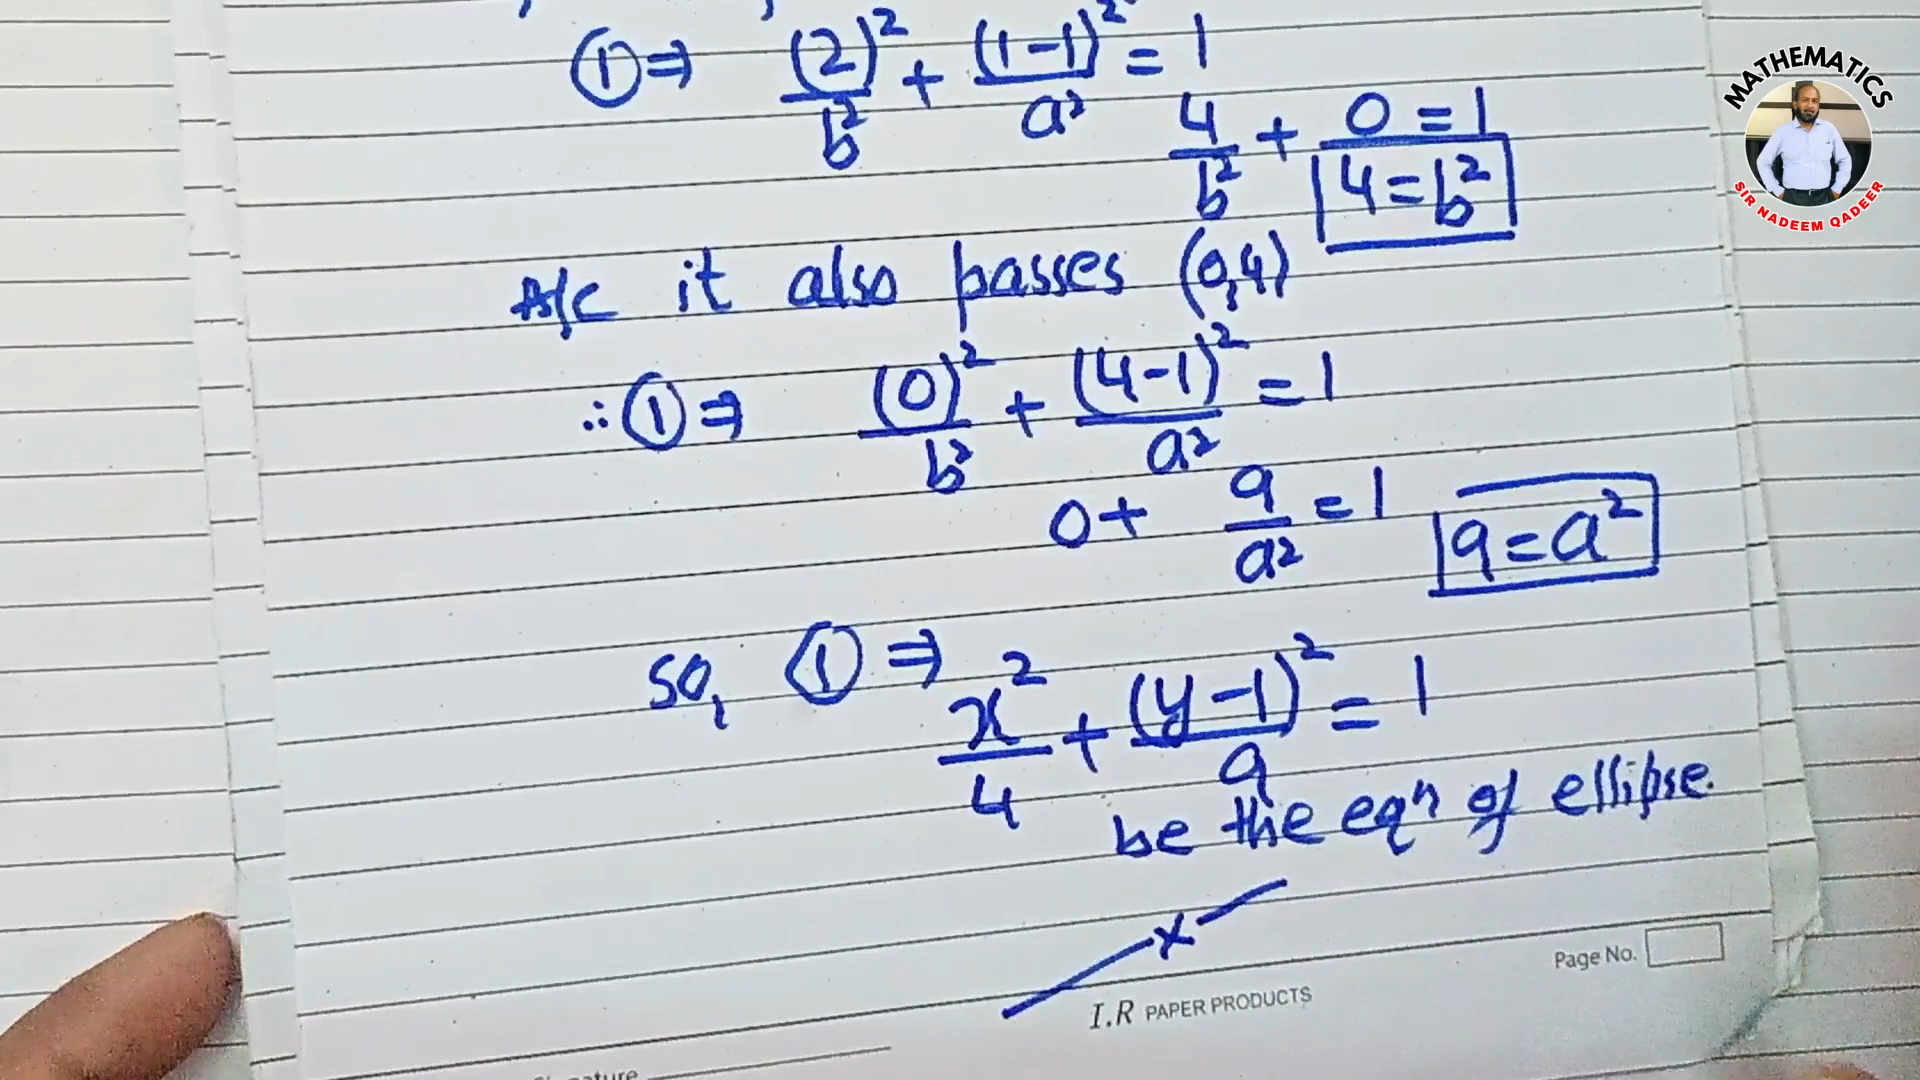 ① ⇒ (2)²/b² + (1-1)²/a² = 1
4/b² + 0 = 1
4 = b²
A/c it also passes (0,4)
∴ ① ⇒ (0)²/b² + (4-1)²/a² = 1
0 + 9/a² = 1
9 = a²
So, ① ⇒ x²/4 + (y-1)²/9 = 1
be the eqⁿ of ellipse.
x
Page No.
I.R PAPER PRODUCTS
MATHEMATICS
SIR NADEEM QADEER